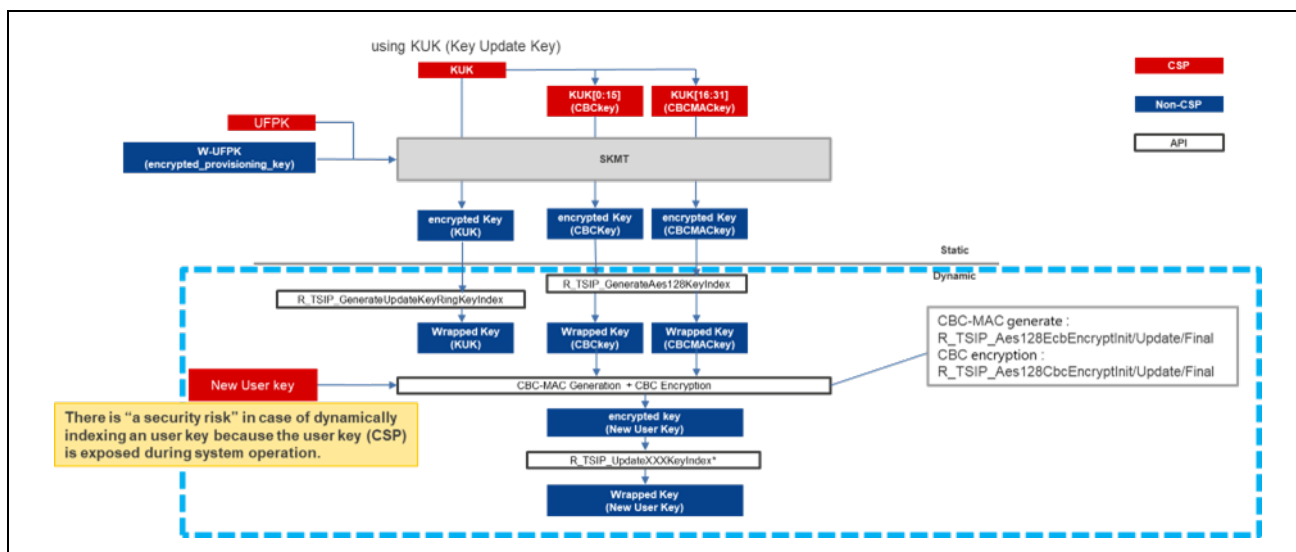 using KUK (Key Update Key)
KUK
CSP
KUK[0:15]
(CBCkey)
KUK[16:31]
(CBCMACkey)
Non-CSP
UFPK
API
W-UFPK
(encrypted_provisioning_key)
SKMT
encrypted Key
(KUK)
encrypted Key
(CBCKey)
encrypted Key
(CBCMACkey)
Static
Dynamic
R_TSIP_GenerateAes128KeyIndex
R_TSIP_GenerateUpdateKeyRingKeyIndex
Wrapped Key
(KUK)
Wrapped Key
(CBCkey)
Wrapped Key
(CBCMACkey)
CBC-MAC generate :
R_TSIP_Aes128EcbEncryptInit/Update/Final
CBC encryption :
R_TSIP_Aes128CbcEncryptInit/Update/Final
New User key
CBC-MAC Generation + CBC Encryption
There is “a security risk” in case of dynamically
indexing an user key because the user key (CSP)
is exposed during system operation.
encrypted key
(New User Key)
R_TSIP_UpdateXXXKeyIndex*
Wrapped Key
(New User Key)